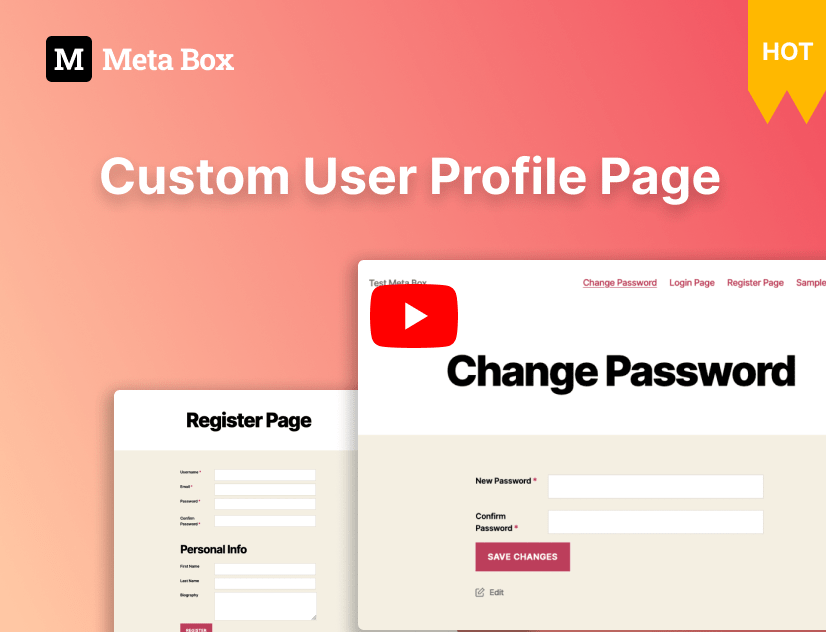 M Meta Box
HOT
Custom User Profile Page
Test Meta Box
Change Password Login Page Register Page Sample
Change Password
New Password *
Confirm
Password *
SAVE CHANGES
Edit
Register Page
Username *
Email *
Password *
Confirm
Password *
Personal Info
First Name
Last Name
Biography
REGISTER